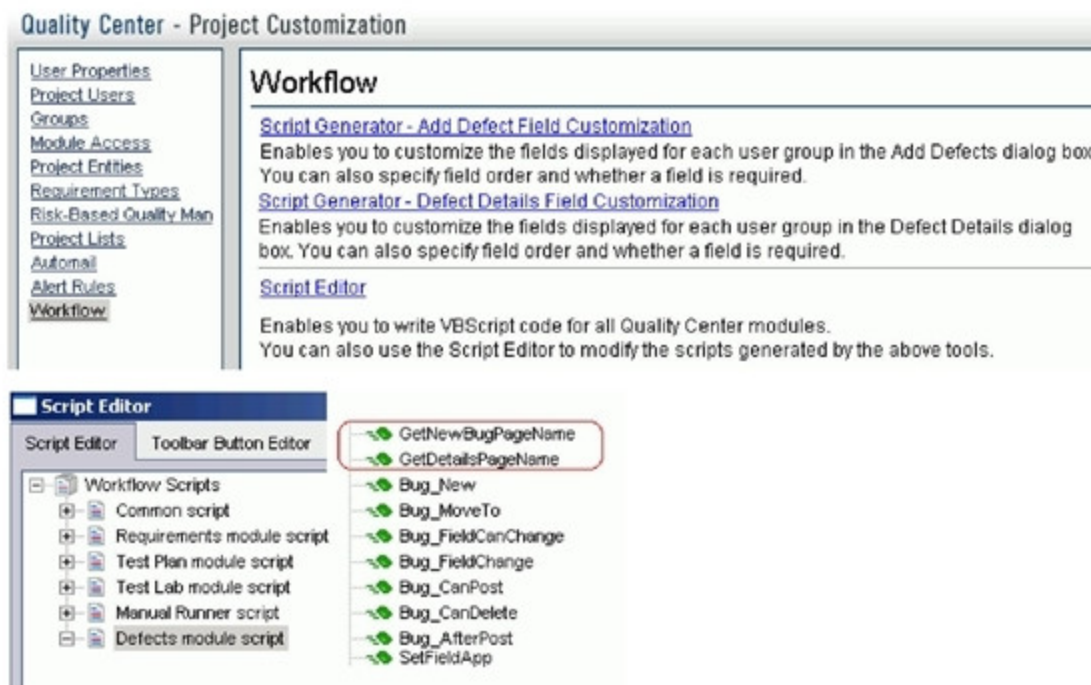 Quality Center - Project Customization
User Properties
Project Users
Groups
Module Access
Project Entities
Requirement Types
Risk-Based Quality Man
Project Lists
Automail
Alert Rules
Workflow
Workflow
Script Generator - Add Defect Field Customization
Enables you to customize the fields displayed for each user group in the Add Defects dialog box
You can also specify field order and whether a field is required.
Script Generator - Defect Details Field Customization
Enables you to customize the fields displayed for each user group in the Defect Details dialog
box. You can also specify field order and whether a field is required.
Script Editor
Enables you to write VBScript code for all Quality Center modules.
You can also use the Script Editor to modify the scripts generated by the above tools.
Script Editor
Script Editor Toolbar Button Editor
Workflow Scripts
Common script
Requirements module script
Test Plan module script
Test Lab module script
Manual Runner script
Defects module script
GetNewBugPageName
GetDetailsPageName
Bug_New
Bug_MoveTo
Bug_FieldCanChange
Bug_FieldChange
Bug_CanPost
Bug_CanDelete
Bug_AfterPost
SetFieldApp